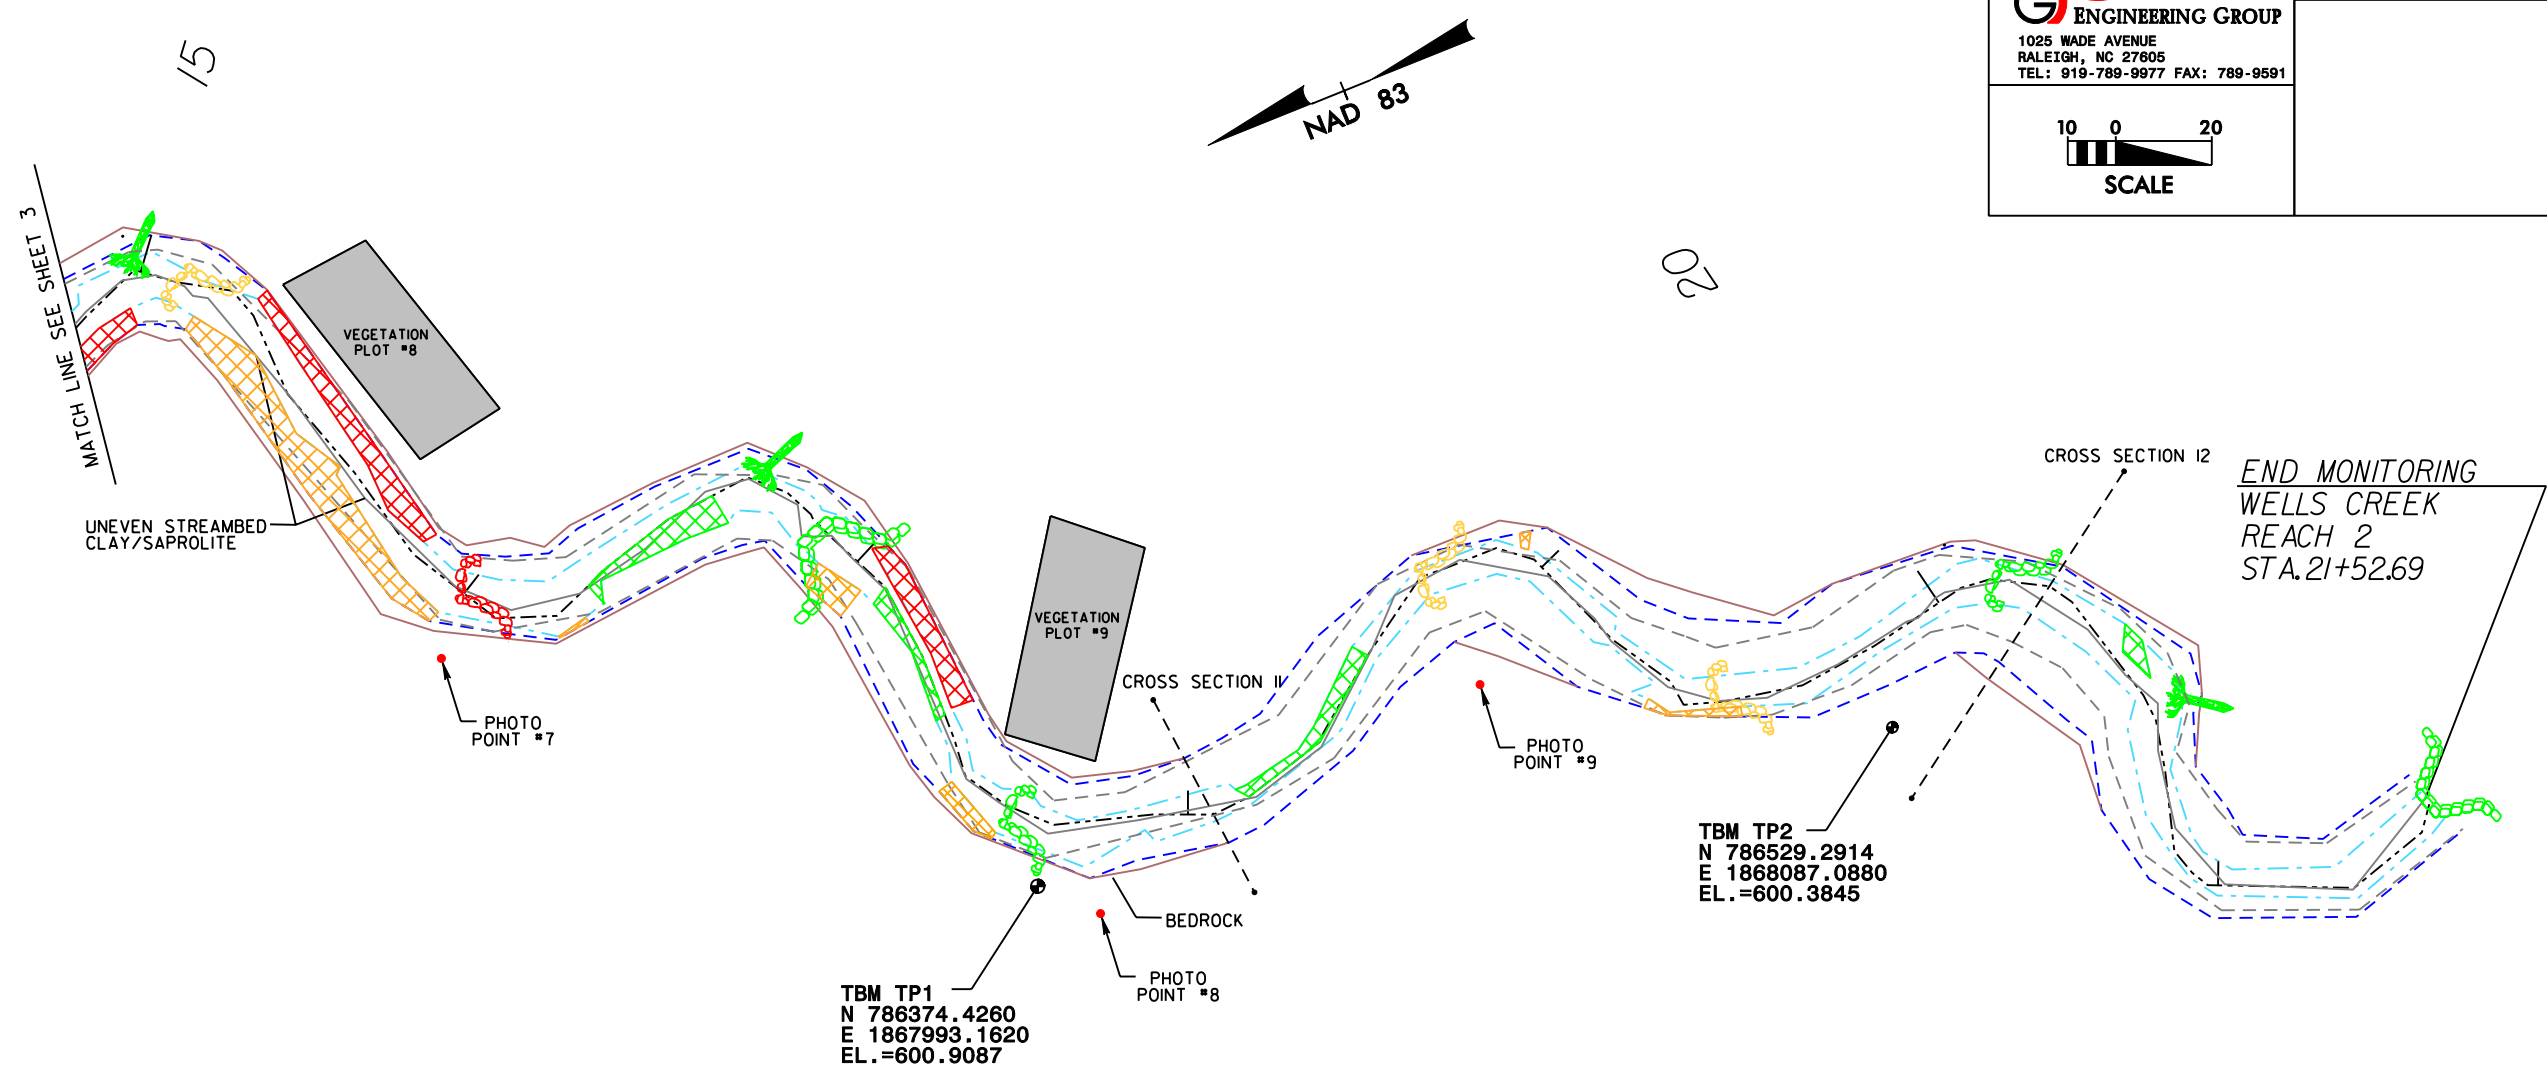 ENGINEERING GROUP
1025 WADE AVENUE
RALEIGH, NC 27605
TEL: 919-789-9977 FAX: 789-9591
10 0 20
SCALE
15
NAD 83
20
MATCH LINE SEE SHEET 3
VEGETATION
PLOT #8
UNEVEN STREAMBED
CLAY/SAPROLITE
PHOTO
POINT #7
VEGETATION
PLOT #9
CROSS SECTION 11
BEDROCK
PHOTO
POINT #8
TBM TP1
N 786374.4260
E 1867993.1620
EL.=600.9087
PHOTO
POINT #9
TBM TP2
N 786529.2914
E 1868087.0880
EL.=600.3845
CROSS SECTION 12
END MONITORING
WELLS CREEK
REACH 2
STA.21+52.69